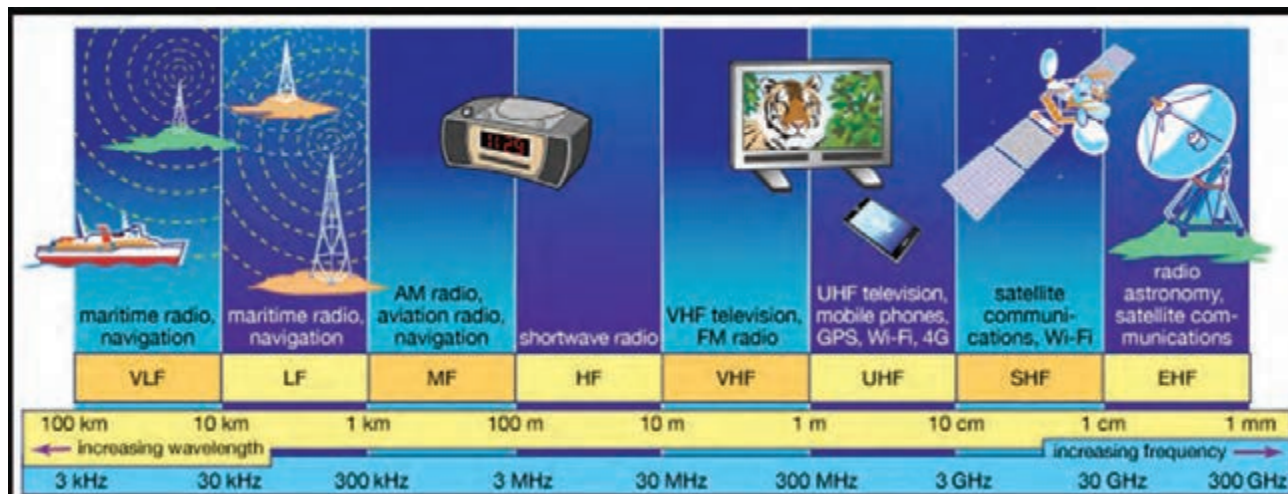 11:29
maritime radio,
navigation
maritime radio,
navigation
AM radio,
aviation radio,
navigation
shortwave radio
VHF television,
FM radio
UHF television,
mobile phones,
GPS, Wi-Fi, 4G
satellite
communi-
cations, Wi-Fi
radio
astronomy,
satellite com-
munications
VLF LF MF HF VHF UHF SHF EHF
100 km 10 km 1 km 100 m 10 m 1 m 10 cm 1 cm 1 mm
increasing wavelength increasing frequency
3 kHz 30 kHz 300 kHz 3 MHz 30 MHz 300 MHz 3 GHz 30 GHz 300 GHz